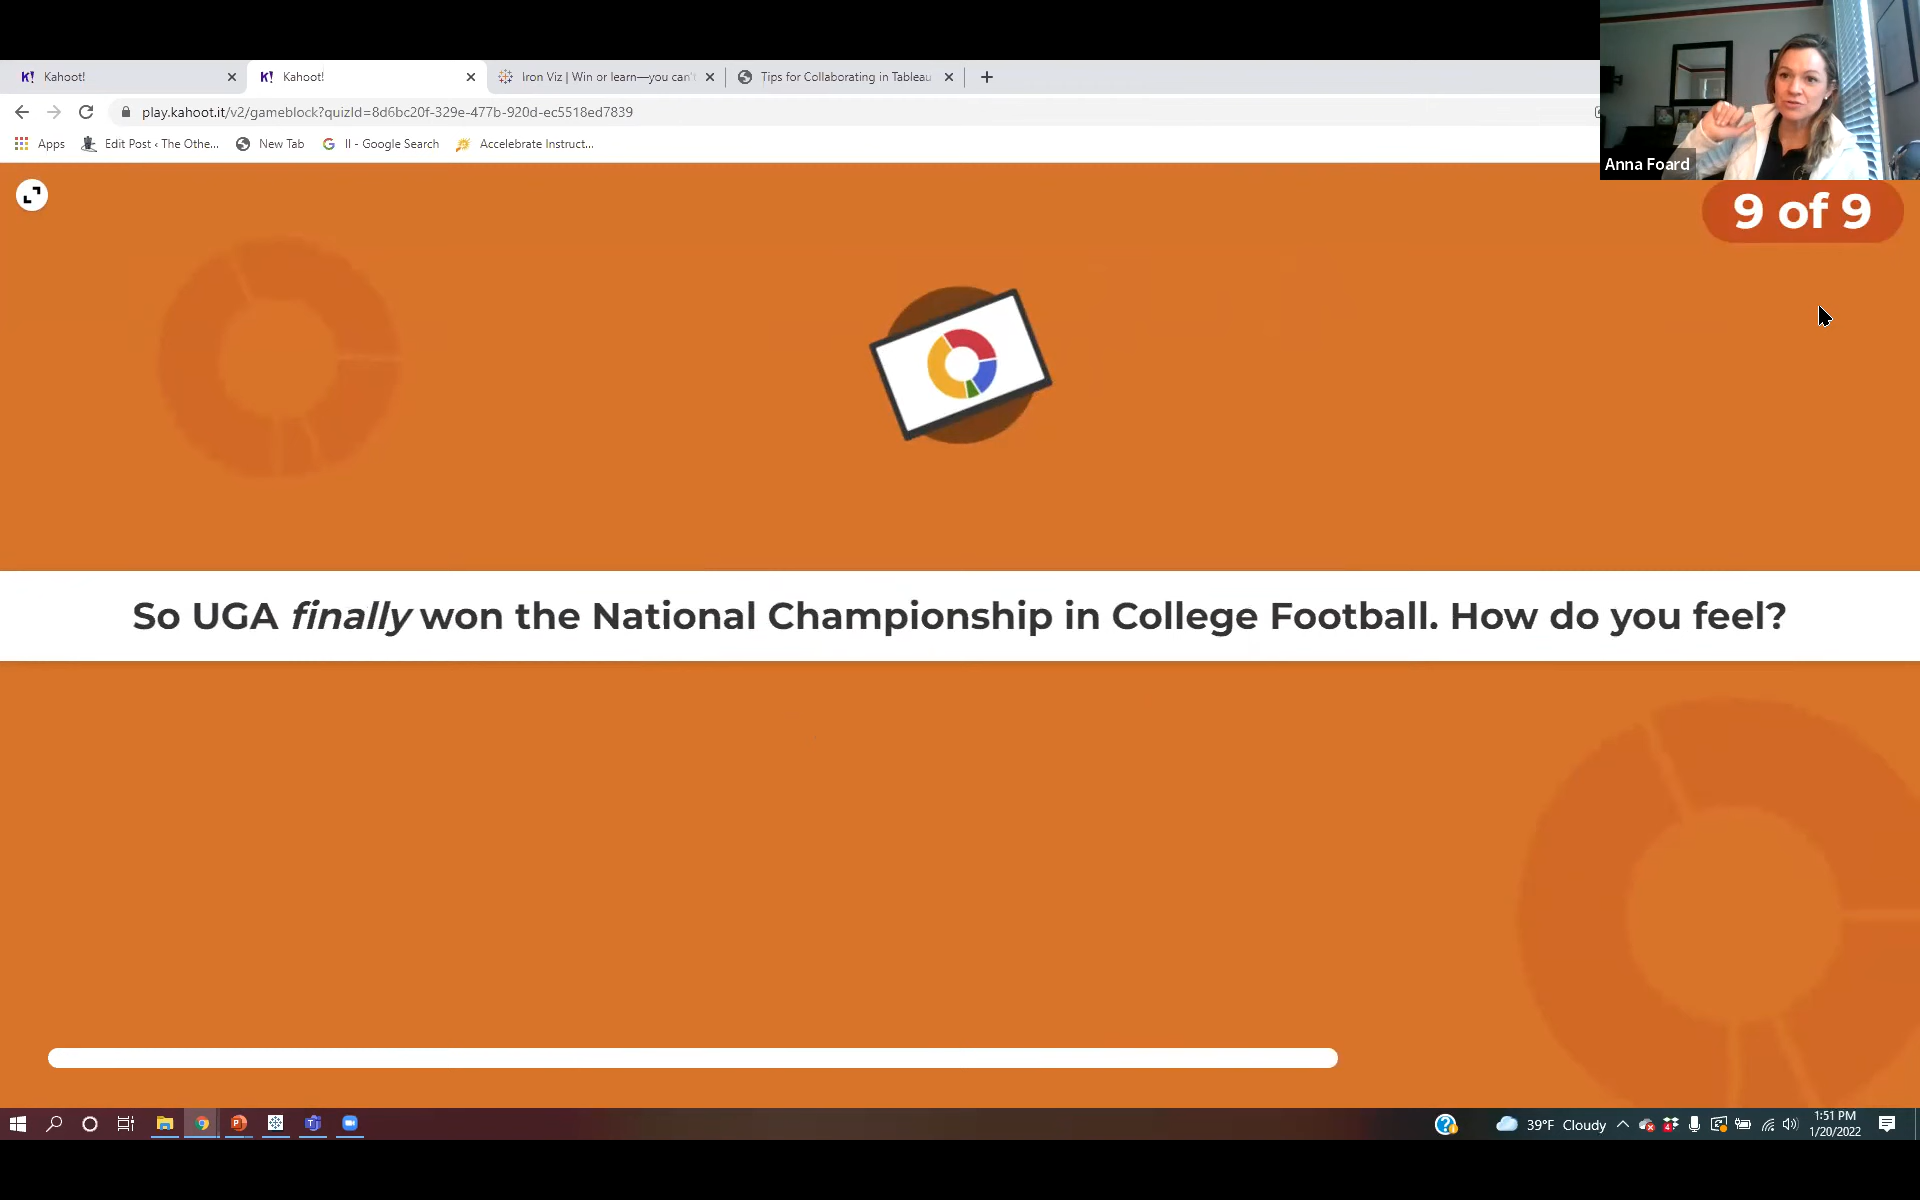 Kahoot!
Kahoot!
Iron Viz | Win or learn—you can't
Tips for Collaborating in Tableau
play.kahoot.it/v2/gameblock?quizId=8d6bc20f-329e-477b-920d-ec5518ed7839
Apps
Edit Post ‹ The Othe...
New Tab
II - Google Search
Accelebrate Instruct...
Anna Foard
9 of 9
So UGA finally won the National Championship in College Football. How do you feel?
39°F Cloudy
1:51 PM
1/20/2022